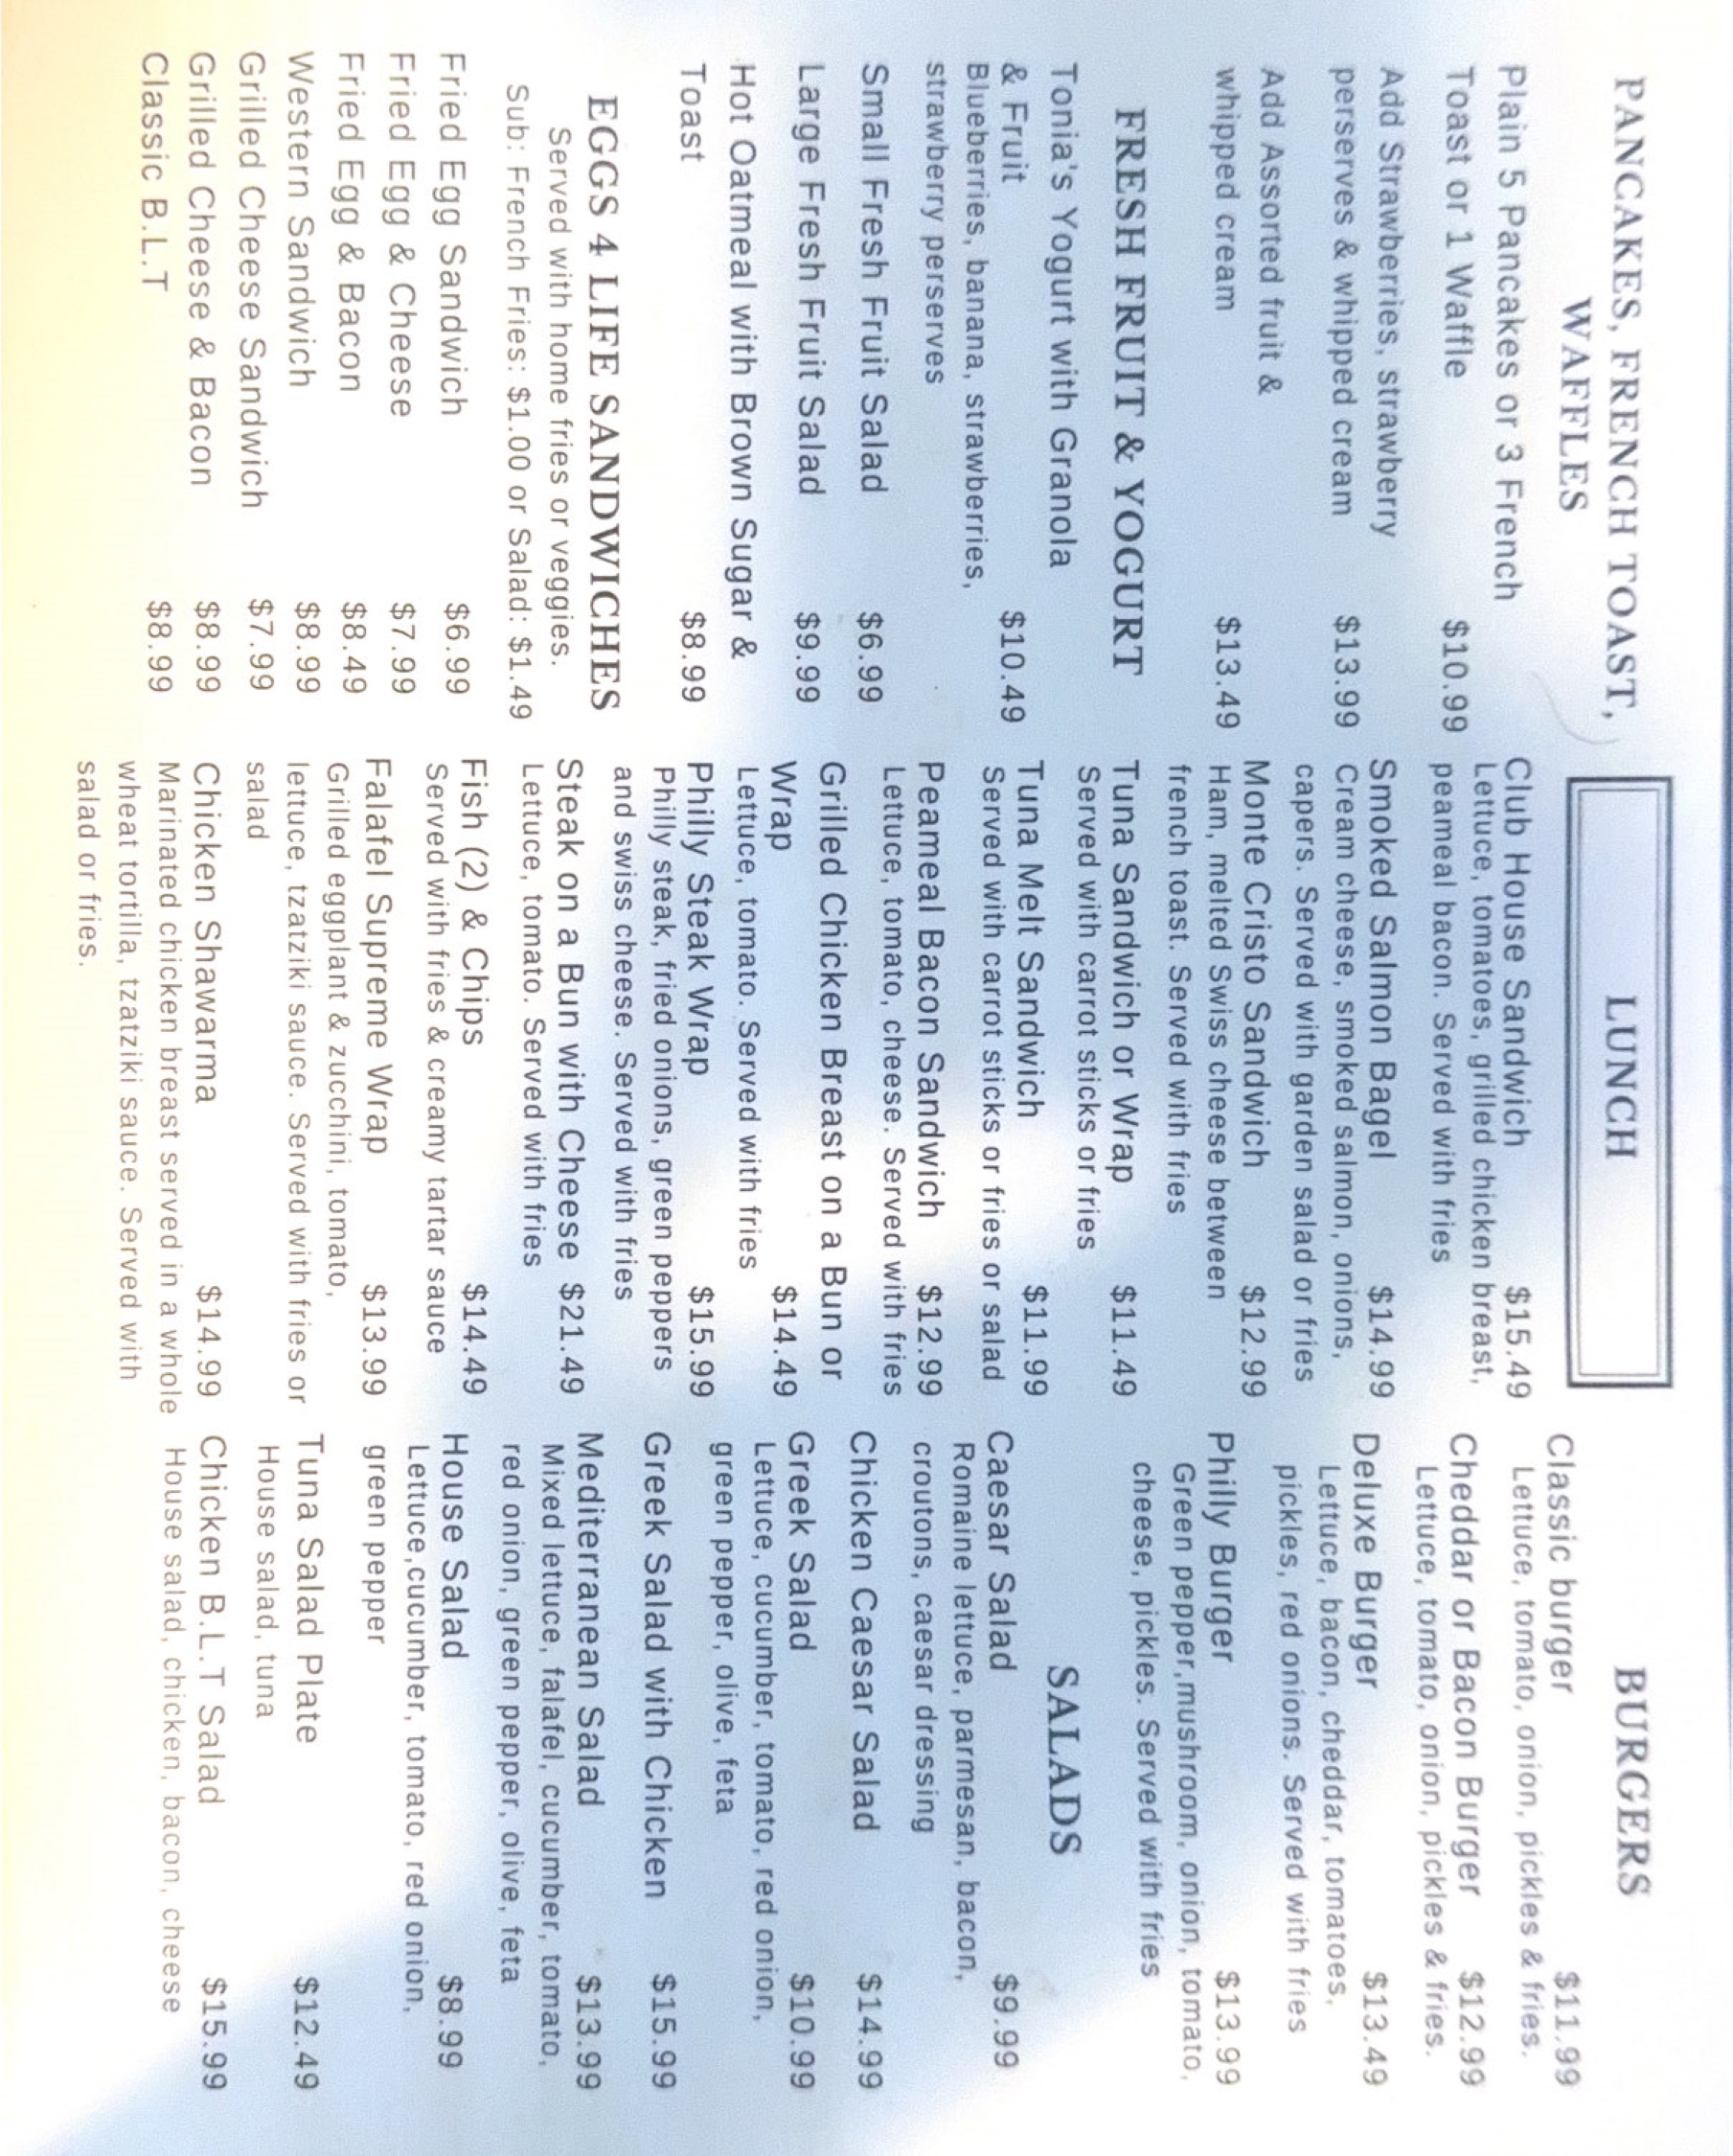 PANCAKES, FRENCH TOAST,
WAFFLES
Plain 5 Pancakes or 3 French
Toast or 1 Waffle $10.99
Add Strawberries, strawberry
perserves & whipped cream $13.99
Add Assorted fruit &
whipped cream $13.49
FRESH FRUIT & YOGURT
Tonia's Yogurt with Granola
& Fruit $10.49
Blueberries, banana, strawberries,
strawberry perserves
Small Fresh Fruit Salad $6.99
Large Fresh Fruit Salad $9.99
Hot Oatmeal with Brown Sugar &
Toast $8.99
EGGS 4 LIFE SANDWICHES
Served with home fries or veggies.
Sub: French Fries: $1.00 or Salad: $1.49
Fried Egg Sandwich $6.99
Fried Egg & Cheese $7.99
Fried Egg & Bacon $8.49
Western Sandwich $8.99
Grilled Cheese Sandwich $7.99
Grilled Cheese & Bacon $8.99
Classic B.L.T $8.99
LUNCH
Club House Sandwich $15.49
Lettuce, tomatoes, grilled chicken breast,
peameal bacon. Served with fries
Smoked Salmon Bagel $14.99
Cream cheese, smoked salmon, onions,
capers. Served with garden salad or fries
Monte Cristo Sandwich $12.99
Ham, melted Swiss cheese between
french toast. Served with fries
Tuna Sandwich or Wrap $11.49
Served with carrot sticks or fries
Tuna Melt Sandwich $11.99
Served with carrot sticks or fries or salad
Peameal Bacon Sandwich $12.99
Lettuce, tomato, cheese. Served with fries
Grilled Chicken Breast on a Bun or
Wrap $14.49
Lettuce, tomato. Served with fries
Philly Steak Wrap $15.99
Philly steak, fried onions, green peppers
and swiss cheese. Served with fries
Steak on a Bun with Cheese $21.49
Lettuce, tomato. Served with fries
Fish (2) & Chips $14.49
Served with fries & creamy tartar sauce
Falafel Supreme Wrap $13.99
Grilled eggplant & zucchini, tomato,
lettuce, tzatziki sauce. Served with fries or
salad
Chicken Shawarma $14.99
Marinated chicken breast served in a whole
wheat tortilla, tzatziki sauce. Served with
salad or fries.
BURGERS
Classic burger $11.99
Lettuce, tomato, onion, pickles & fries.
Cheddar or Bacon Burger $12.99
Lettuce, tomato, onion, pickles & fries.
Deluxe Burger $13.49
Lettuce, bacon, cheddar, tomatoes,
pickles, red onions. Served with fries
Philly Burger $13.99
Green pepper,mushroom, onion, tomato,
cheese, pickles. Served with fries
SALADS
Caesar Salad $9.99
Romaine lettuce, parmesan, bacon,
croutons, caesar dressing
Chicken Caesar Salad $14.99
Greek Salad $10.99
Lettuce, cucumber, tomato, red onion,
green pepper, olive, feta
Greek Salad with Chicken $15.99
Mediterranean Salad $13.99
Mixed lettuce, falafel, cucumber, tomato,
red onion, green pepper, olive, feta
House Salad $8.99
Lettuce,cucumber, tomato, red onion,
green pepper
Tuna Salad Plate $12.49
House salad, tuna
Chicken B.L.T Salad $15.99
House salad, chicken, bacon, cheese